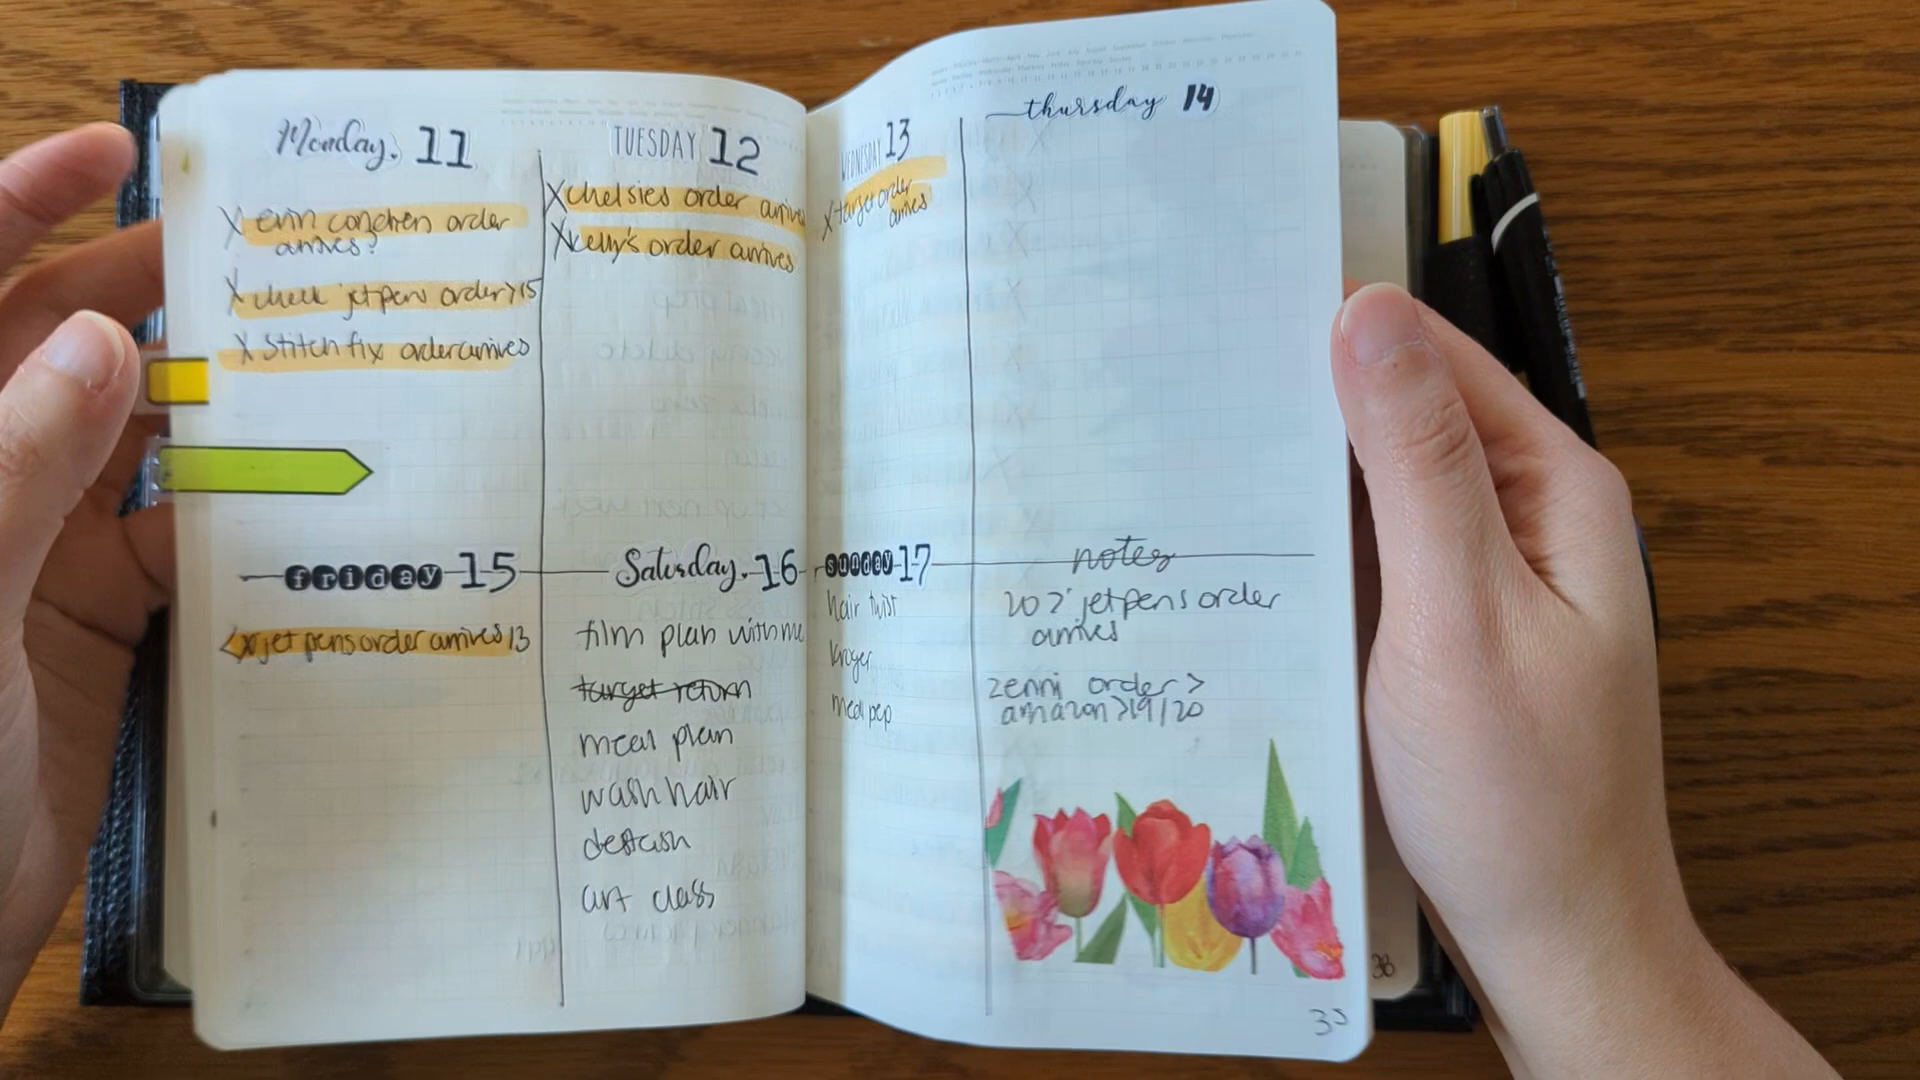 Monday. 11
X erin condren order
arrives?
X check jetpens order >15
X Stitch fix order arrives
TUESDAY 12
X chelsies order arrives
X kelly's order arrives
WEDNESDAY 13
X target order
arrives
thursday 14
friday 15
<X jet pens order arrives 13
Saturday. 16
film plan with me
target return
meal plan
wash hair
destash
art class
sunday 17
hair twist
kroger
meal pep
notes
20 ? jetpens order
arrives
zenni order >
amazon >19/20
33
38